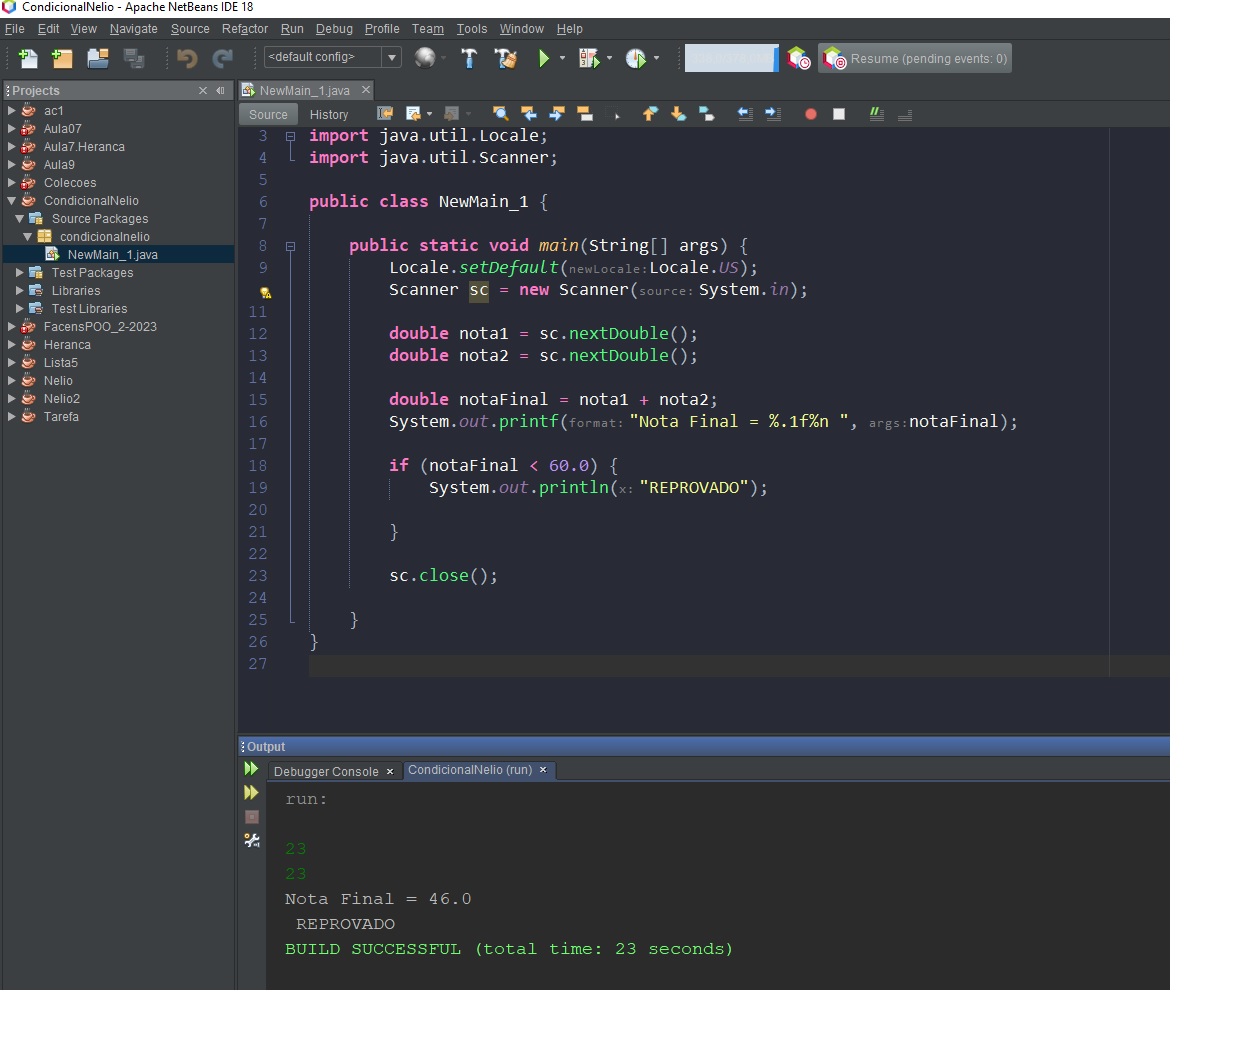 CondicionalNelio - Apache NetBeans IDE 18
File Edit View Navigate Source Refactor Run Debug Profile Team Tools Window Help
<default config> Resume (pending events: 0)
Projects
ac1
Aula07
Aula7.Heranca
Aula9
Colecoes
CondicionalNelio
Source Packages
condicionalnelio
NewMain_1.java
Test Packages
Libraries
Test Libraries
FacensPOO_2-2023
Heranca
Lista5
Nelio
Nelio2
Tarefa
NewMain_1.java
Source History
3 import java.util.Locale;
4 import java.util.Scanner;
5
6 public class NewMain_1 {
7
8 public static void main(String[] args) {
9 Locale.setDefault(newLocale:Locale.US);
Scanner sc = new Scanner(source: System.in);
11
12 double nota1 = sc.nextDouble();
13 double nota2 = sc.nextDouble();
14
15 double notaFinal = nota1 + nota2;
16 System.out.printf(format: "Nota Final = %.1f%n ", args:notaFinal);
17
18 if (notaFinal < 60.0) {
19 System.out.println(x: "REPROVADO");
20
21 }
22
23 sc.close();
24
25 }
26 }
27
Output
Debugger Console CondicionalNelio (run)
run:
23
23
Nota Final = 46.0
REPROVADO
BUILD SUCCESSFUL (total time: 23 seconds)